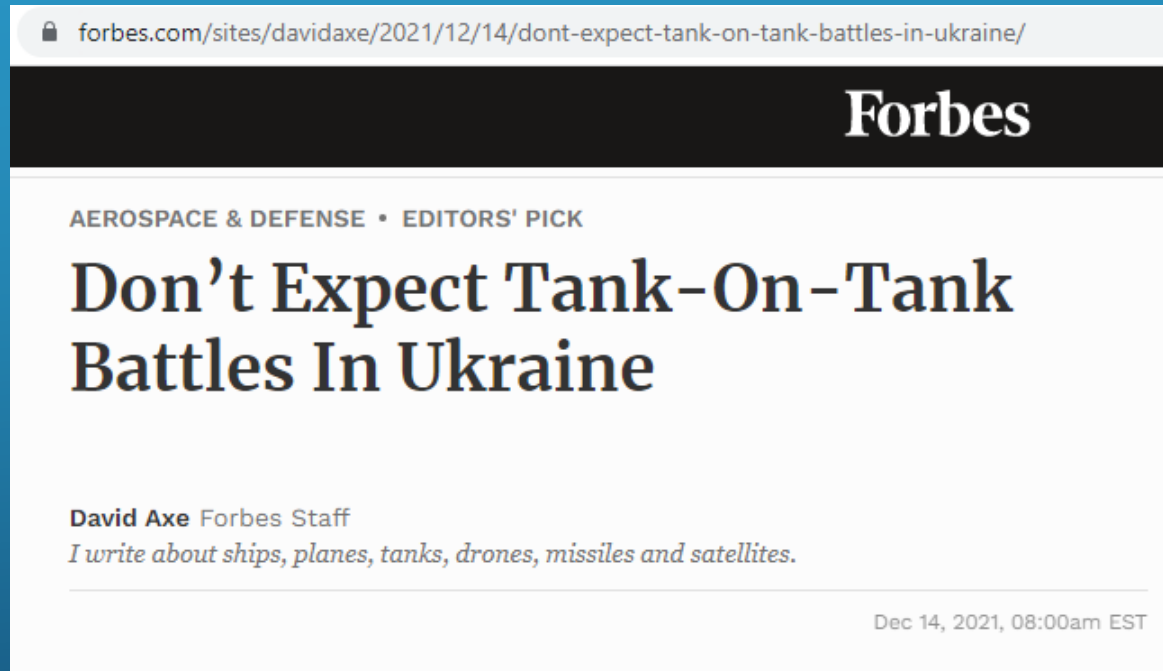 forbes.com/sites/davidaxe/2021/12/14/dont-expect-tank-on-tank-battles-in-ukraine/
Forbes
AEROSPACE & DEFENSE • EDITORS' PICK
Don’t Expect Tank-On-Tank
Battles In Ukraine
David Axe Forbes Staff
I write about ships, planes, tanks, drones, missiles and satellites.
Dec 14, 2021, 08:00am EST